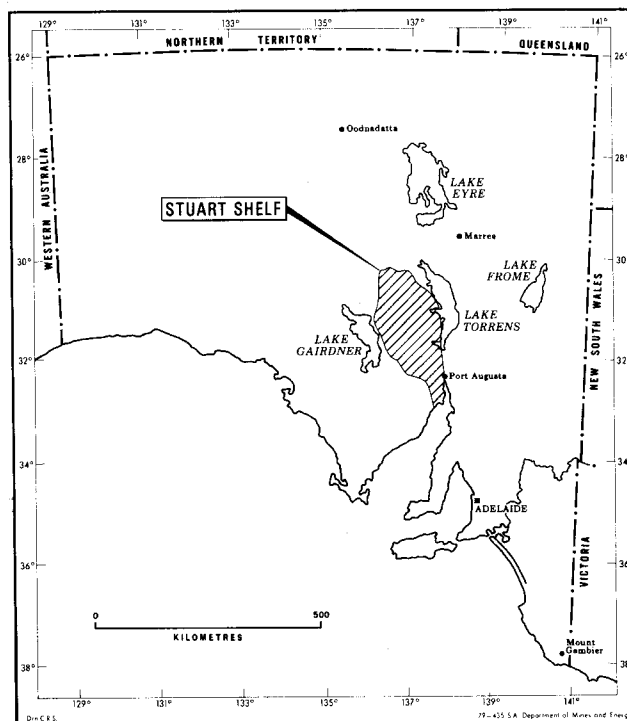 129° 131° 133° 135° 137° 139° 141°
NORTHERN TERRITORY
QUEENSLAND
26° 26°
WESTERN AUSTRALIA
Oodnadatta
28° 28°
LAKE
EYRE
STUART SHELF
Marree
30° 30°
LAKE
FROME
LAKE
TORRENS
LAKE
GAIRDNER
NEW SOUTH WALES
32° 32°
Port Augusta
34° 34°
ADELAIDE
VICTORIA
36° 36°
0 500
KILOMETRES
Mount
Gambier
38° 38°
129° 131° 133° 135° 137° 139° 141°
Drn C.R.S.
79-435 S.A. Department of Mines and Energy